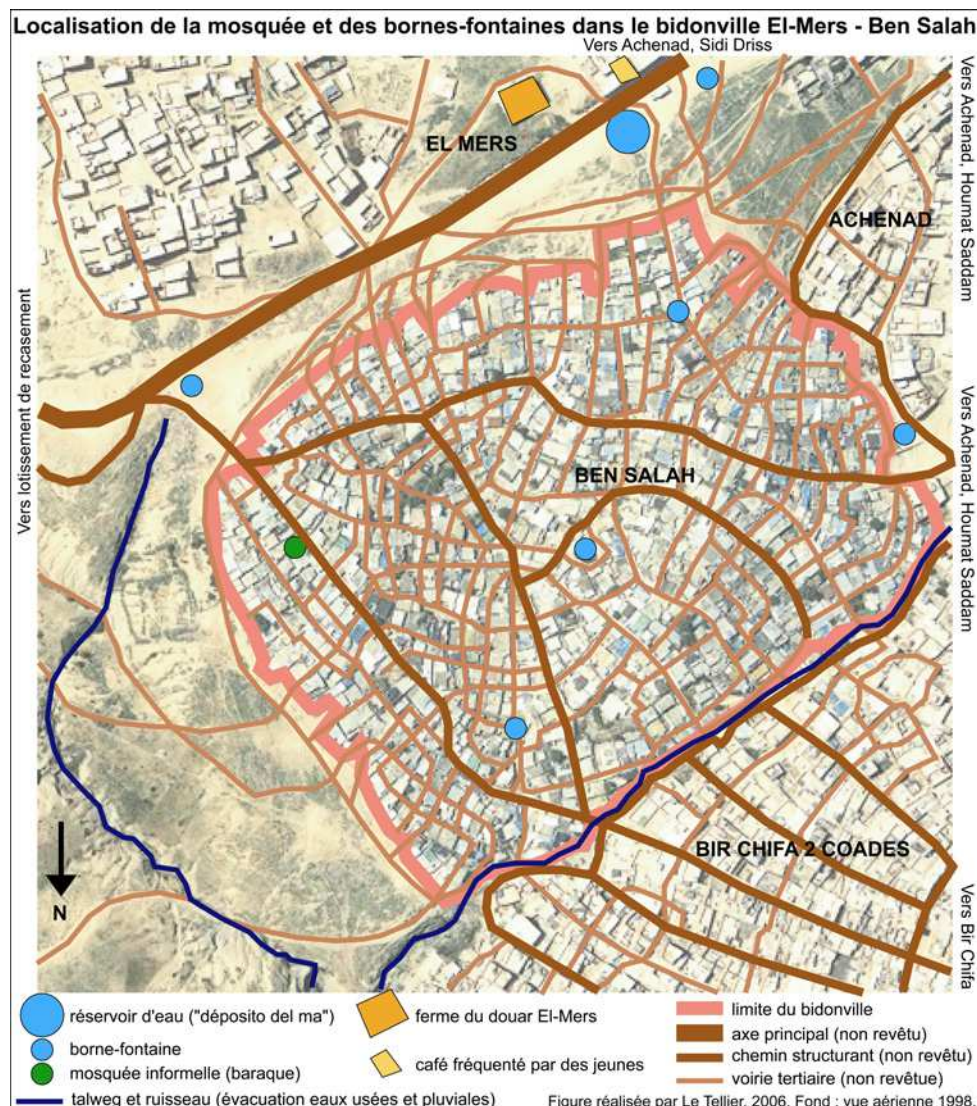 Localisation de la mosquée et des bornes-fontaines dans le bidonville El-Mers - Ben Salah
Vers Achenad, Sidi Driss
EL MERS
ACHENAD
Vers Achenad, Houmat Saddam
Vers lotissement de recasement
Vers Achenad, Houmat Saddam
BEN SALAH
BIR CHIFA 2 COADES
N
Vers Bir Chifa
réservoir d'eau ("déposito del ma")
borne-fontaine
mosquée informelle (baraque)
talweg et ruisseau (évacuation eaux usées et pluviales)
ferme du douar El-Mers
café fréquenté par des jeunes
limite du bidonville
axe principal (non revêtu)
chemin structurant (non revêtu)
voirie tertiaire (non revêtue)
Figure réalisée par Le Tellier, 2006. Fond : vue aérienne 1998.